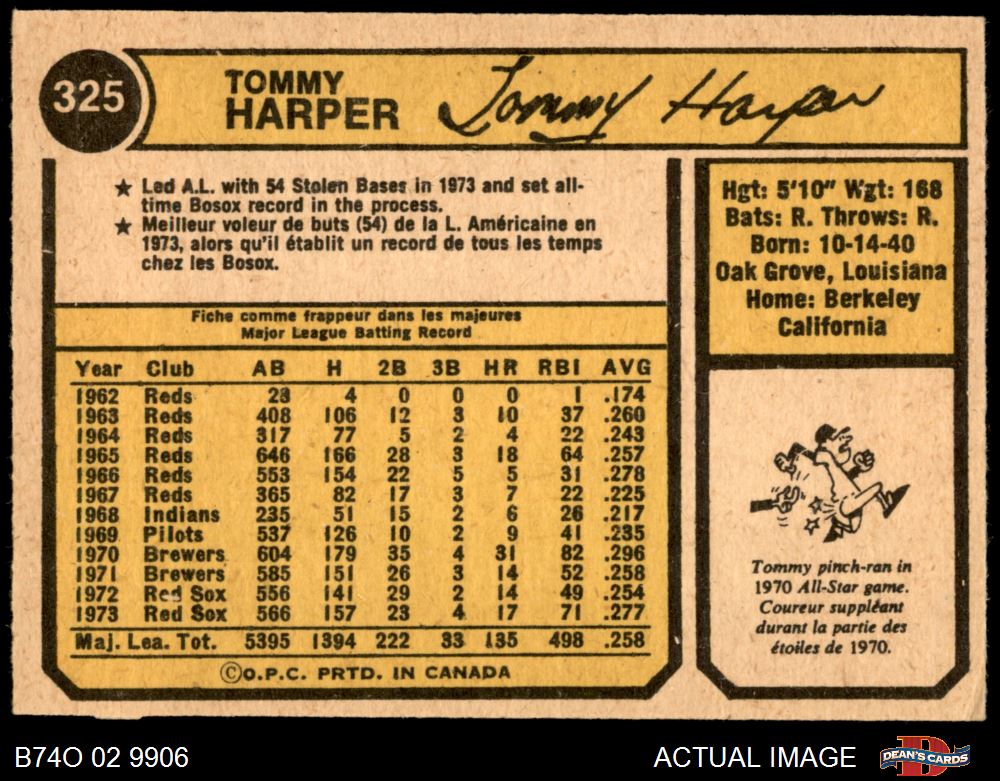 325
TOMMY
HARPER
Tommy Harper
★ Led A.L. with 54 Stolen Bases in 1973 and set all-
time Bosox record in the process.
★ Meilleur voleur de buts (54) de la L. Américaine en
1973, alors qu'il établit un record de tous les temps
chez les Bosox.
Hgt: 5'10" Wgt: 168
Bats: R. Throws: R.
Born: 10-14-40
Oak Grove, Louisiana
Home: Berkeley
California
Fiche comme frappeur dans les majeures
Major League Batting Record
Year Club AB H 2B 3B HR RBI AVG
1962 Reds 23 4 0 0 0 1 .174
1963 Reds 408 106 12 3 10 37 .260
1964 Reds 317 77 5 2 4 22 .243
1965 Reds 646 166 28 3 18 64 .257
1966 Reds 553 154 22 5 5 31 .278
1967 Reds 365 82 17 3 7 22 .225
1968 Indians 235 51 15 2 6 26 .217
1969 Pilots 537 126 10 2 9 41 .235
1970 Brewers 604 179 35 4 31 82 .296
1971 Brewers 585 151 26 3 14 52 .258
1972 Red Sox 556 141 29 2 14 49 .254
1973 Red Sox 566 157 23 4 17 71 .277
Maj. Lea. Tot. 5395 1394 222 33 135 498 .258
©O.P.C. PRTD. IN CANADA
Tommy pinch-ran in
1970 All-Star game.
Coureur suppléant
durant la partie des
étoiles de 1970.
B74O 02 9906
ACTUAL IMAGE
DEAN'S CARDS